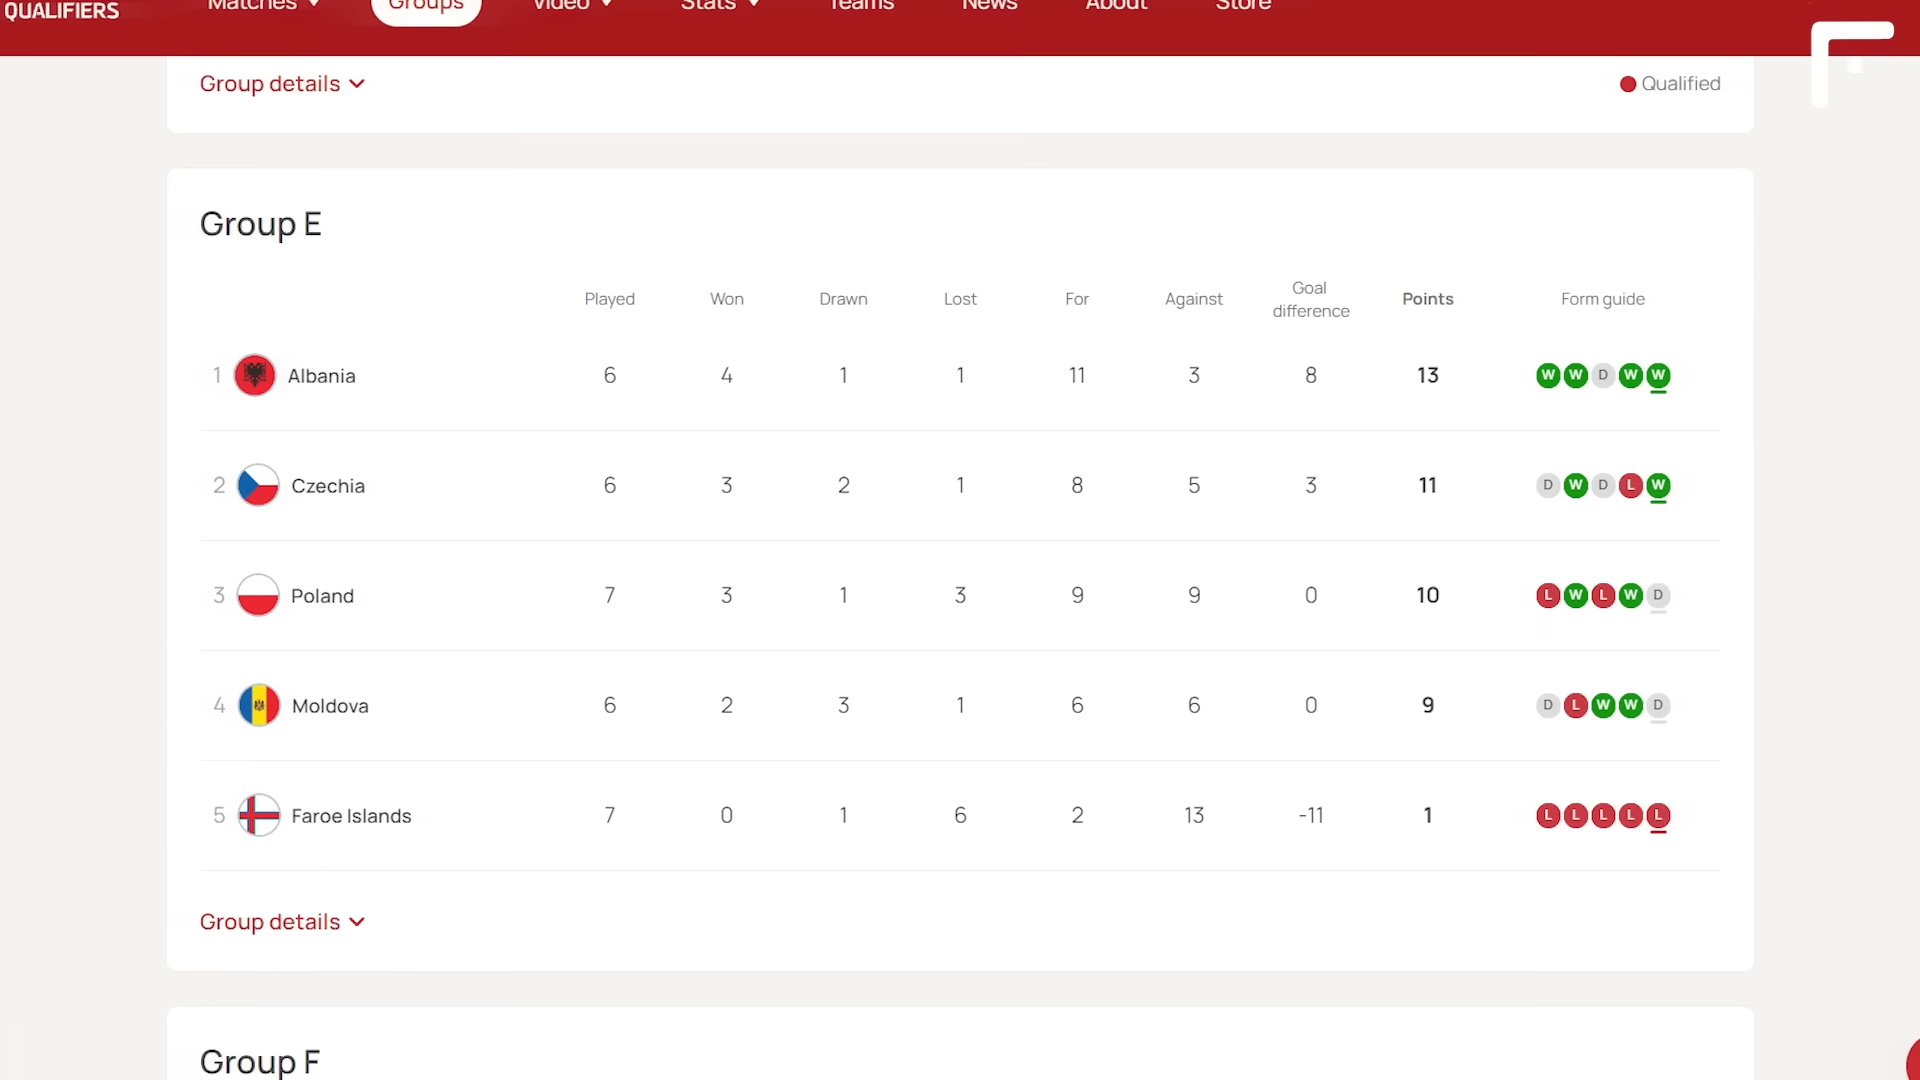 QUALIFIERS Matches Groups Video Stats Teams News About Store
Group details Qualified
Group E
Played Won Drawn Lost For Against Goal difference Points Form guide
1 Albania 6 4 1 1 11 3 8 13 W W D W W
2 Czechia 6 3 2 1 8 5 3 11 D W D L W
3 Poland 7 3 1 3 9 9 0 10 L W L W D
4 Moldova 6 2 3 1 6 6 0 9 D L W W D
5 Faroe Islands 7 0 1 6 2 13 -11 1 L L L L L
Group details
Group F